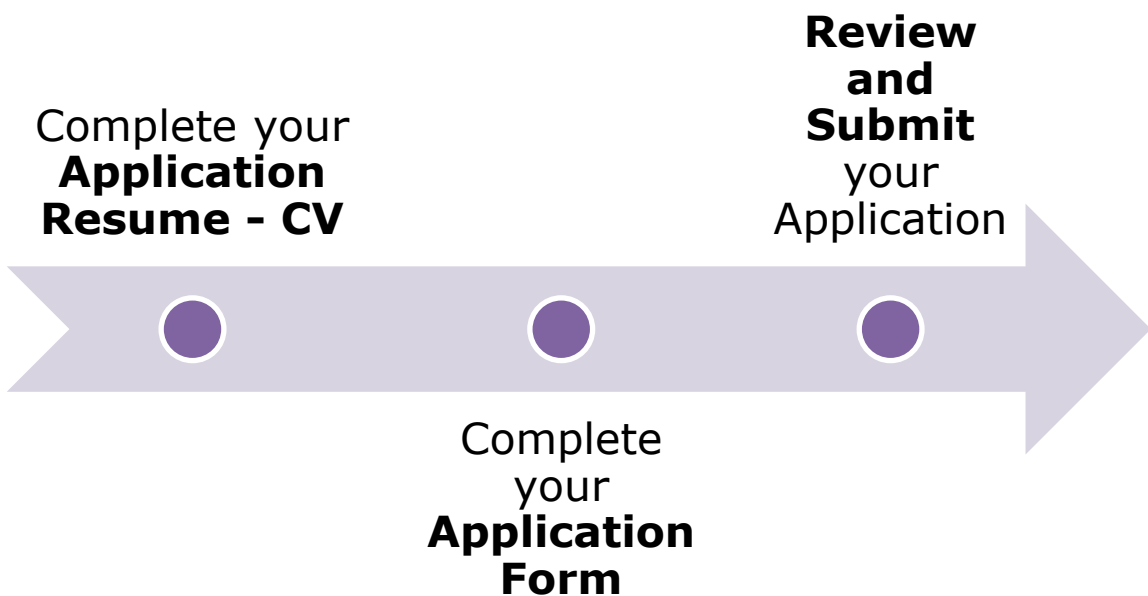 Complete your
Application
Resume - CV
Complete
your
Application
Form
Review
and
Submit
your
Application